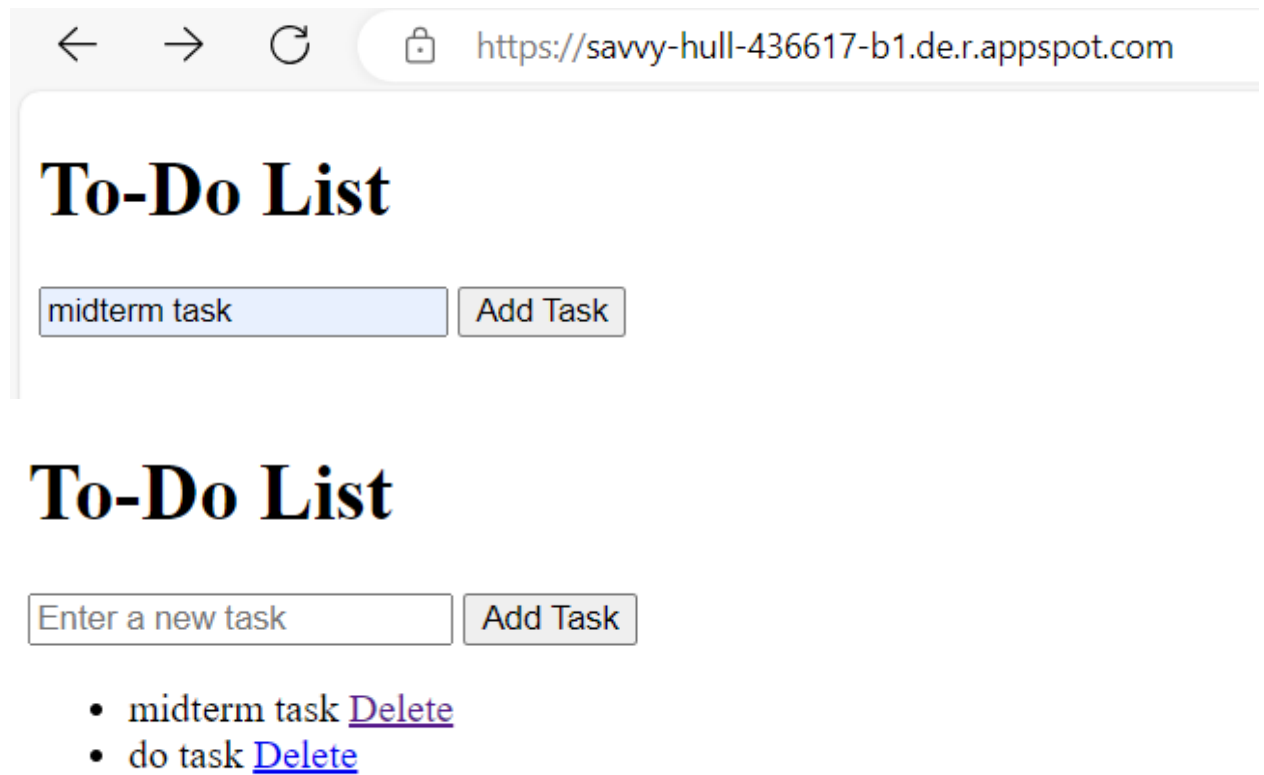 https://savvy-hull-436617-b1.de.r.appspot.com
To-Do List
midterm task Add Task
To-Do List
Enter a new task Add Task
• midterm task Delete
• do task Delete